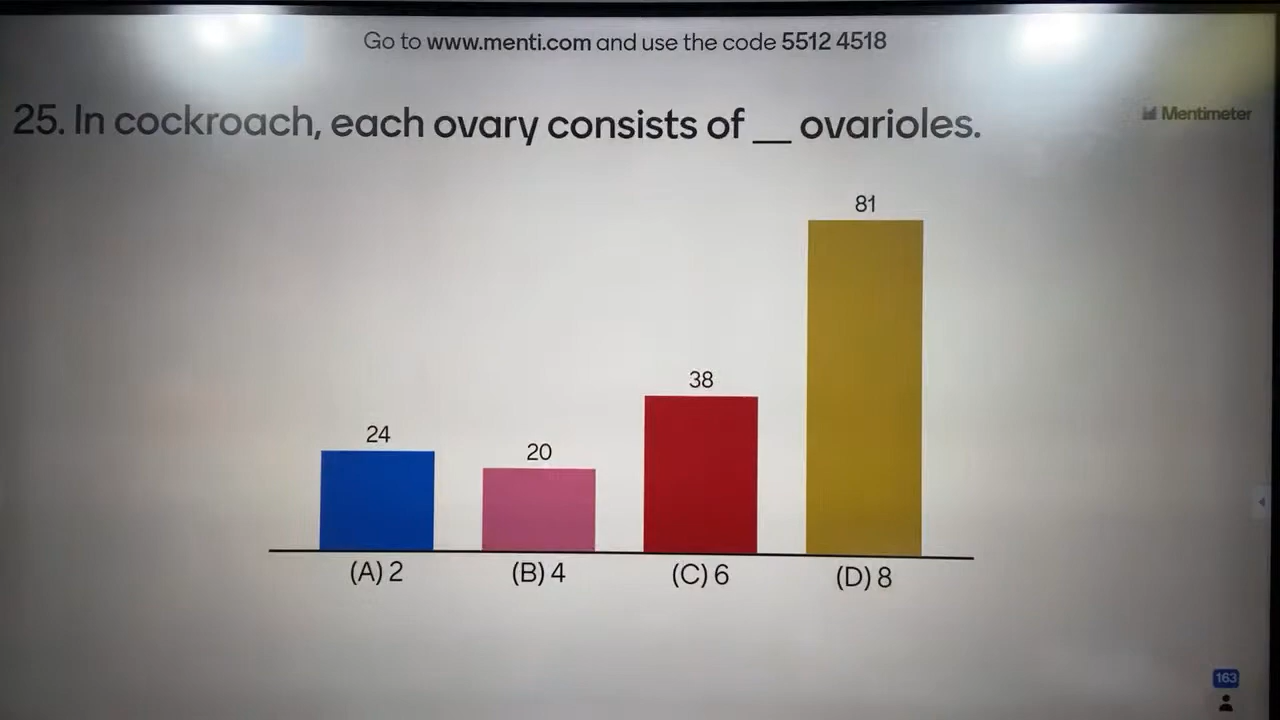 Go to www.menti.com and use the code 5512 4518
25. In cockroach, each ovary consists of __ ovarioles.
Mentimeter
81
38
24
20
(A) 2
(B) 4
(C) 6
(D) 8
163